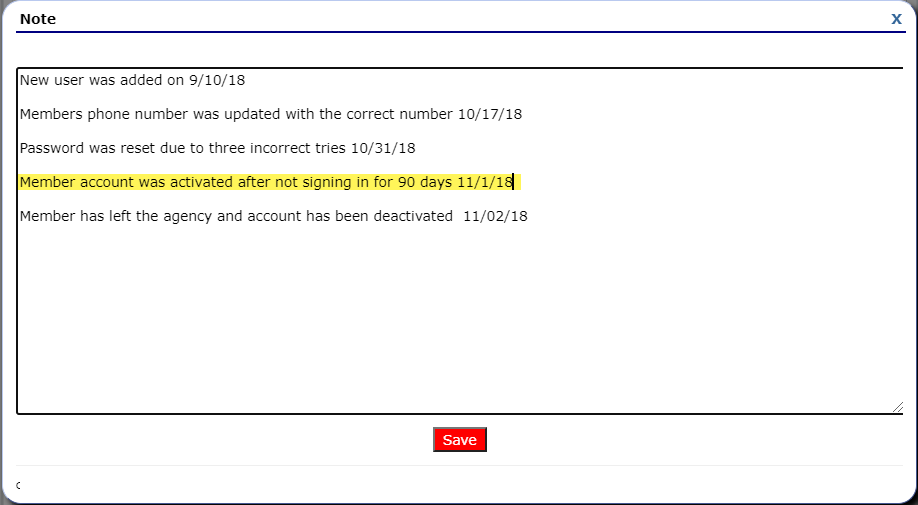 Note
X
New user was added on 9/10/18
Members phone number was updated with the correct number 10/17/18
Password was reset due to three incorrect tries 10/31/18
Member account was activated after not signing in for 90 days 11/1/18
Member has left the agency and account has been deactivated  11/02/18
Save